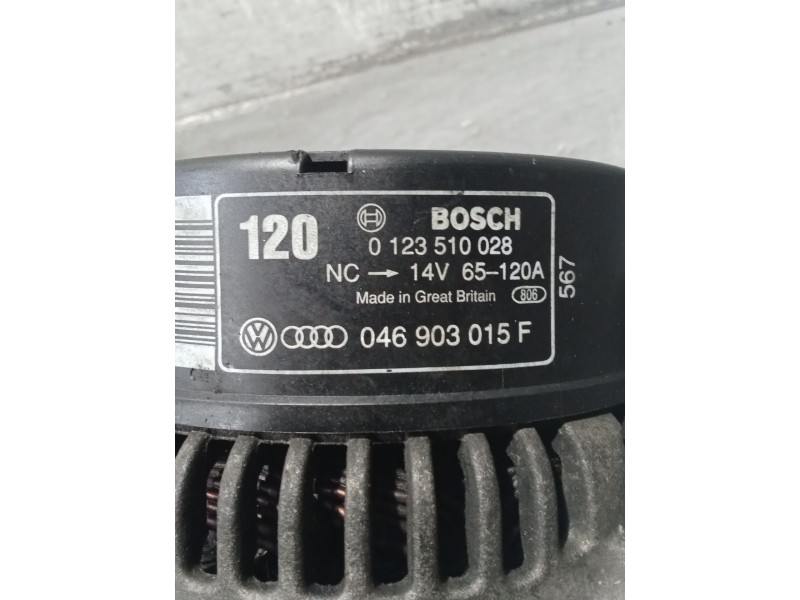 120
BOSCH
0 123 510 028
NC → 14V 65-120A
Made in Great Britain 806
567
046 903 015 F